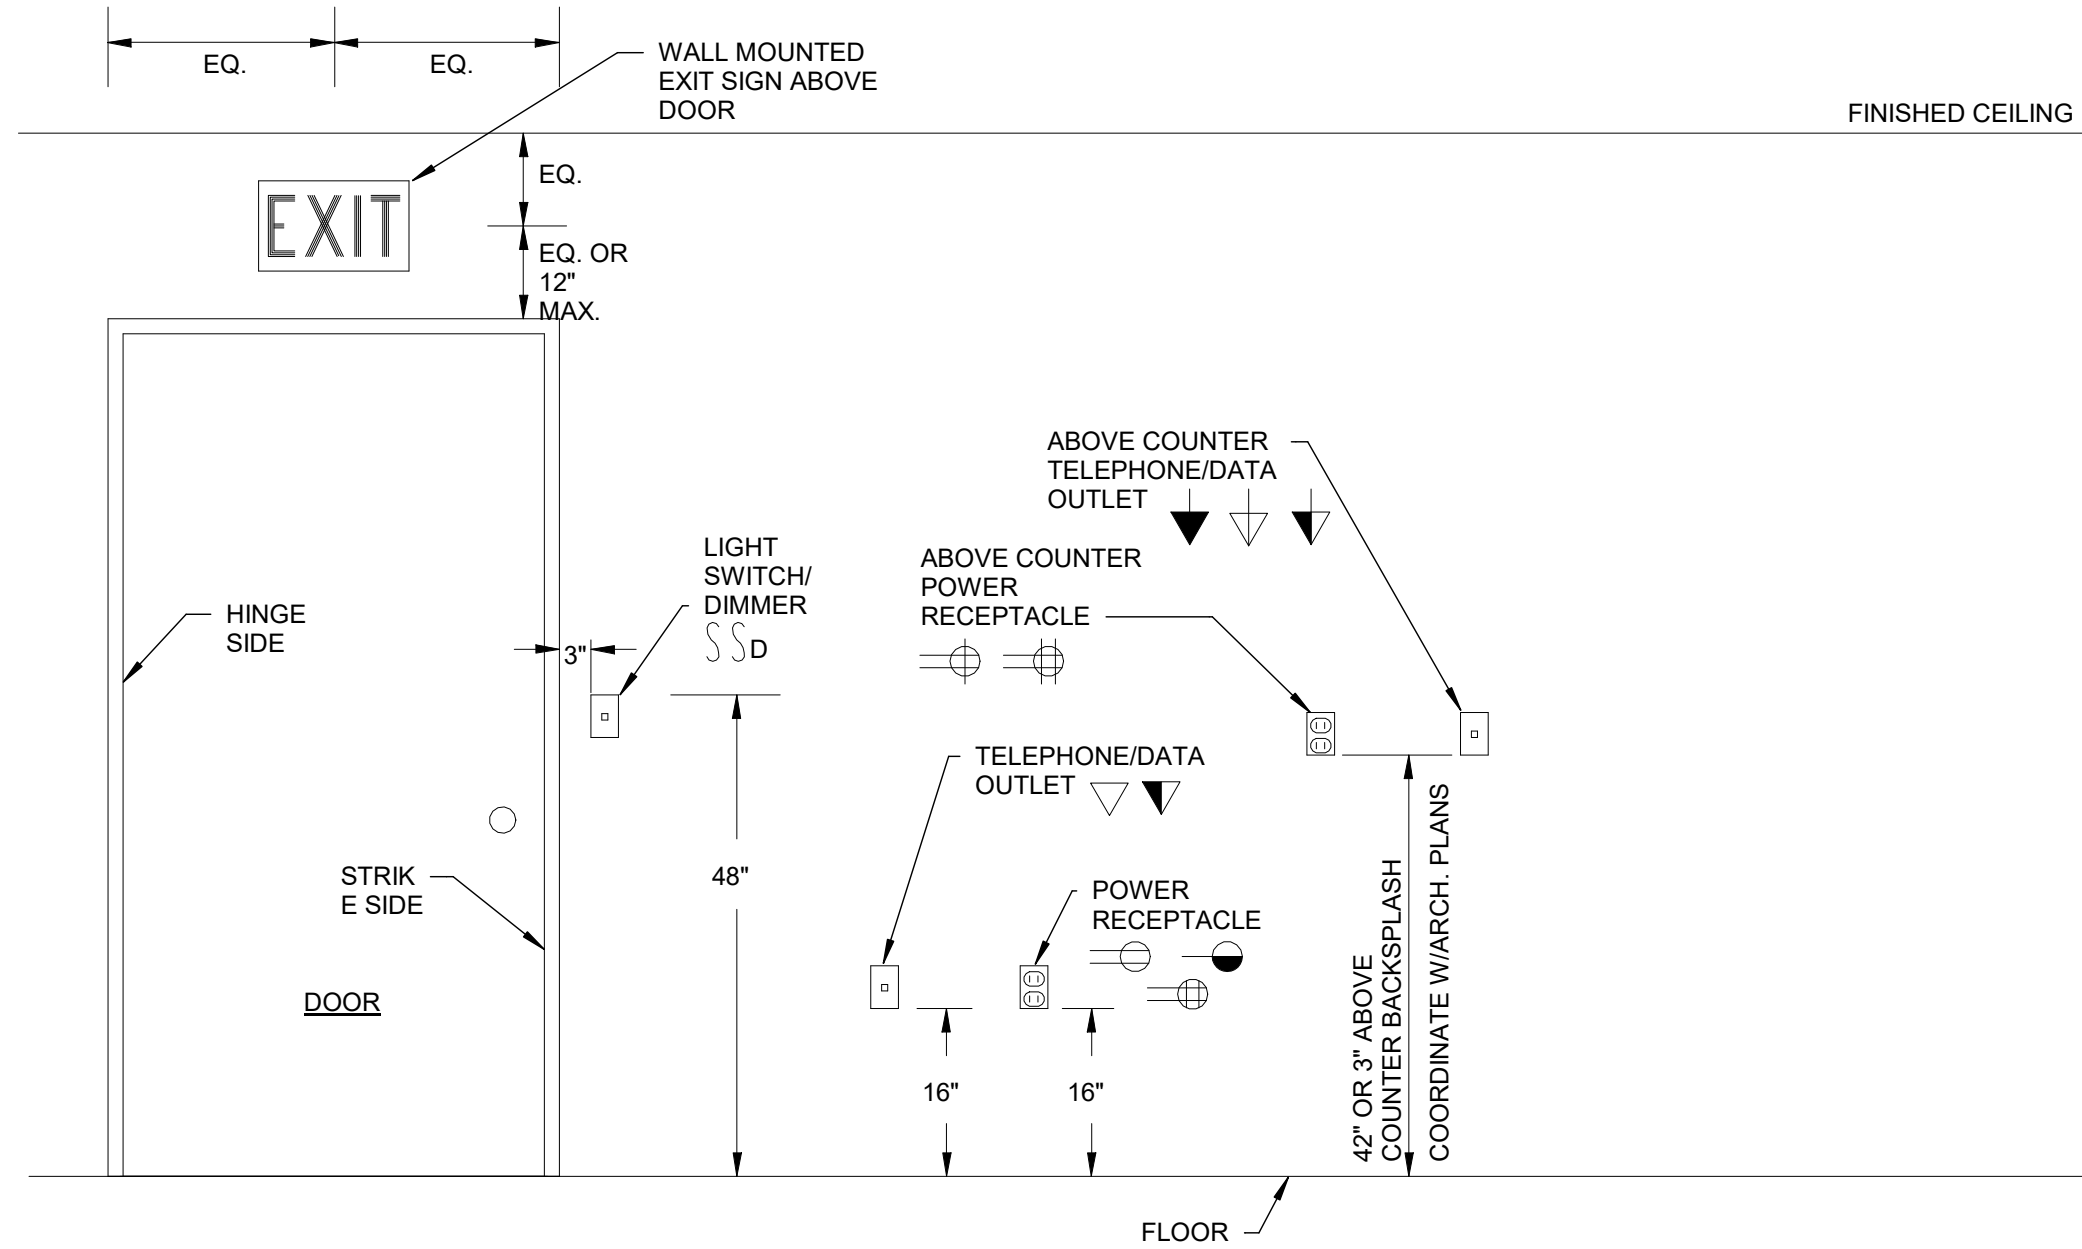 EQ.
EQ.
WALL MOUNTED
EXIT SIGN ABOVE
DOOR
FINISHED CEILING
EXIT
EQ.
EQ. OR
12"
MAX.
ABOVE COUNTER
TELEPHONE/DATA
OUTLET
LIGHT
SWITCH/
DIMMER
S SD
ABOVE COUNTER
POWER
RECEPTACLE
HINGE
SIDE
3"
TELEPHONE/DATA
OUTLET
48"
STRIK
E SIDE
POWER
RECEPTACLE
DOOR
16"
16"
42" OR 3" ABOVE
COUNTER BACKSPLASH
COORDINATE W/ARCH. PLANS
FLOOR